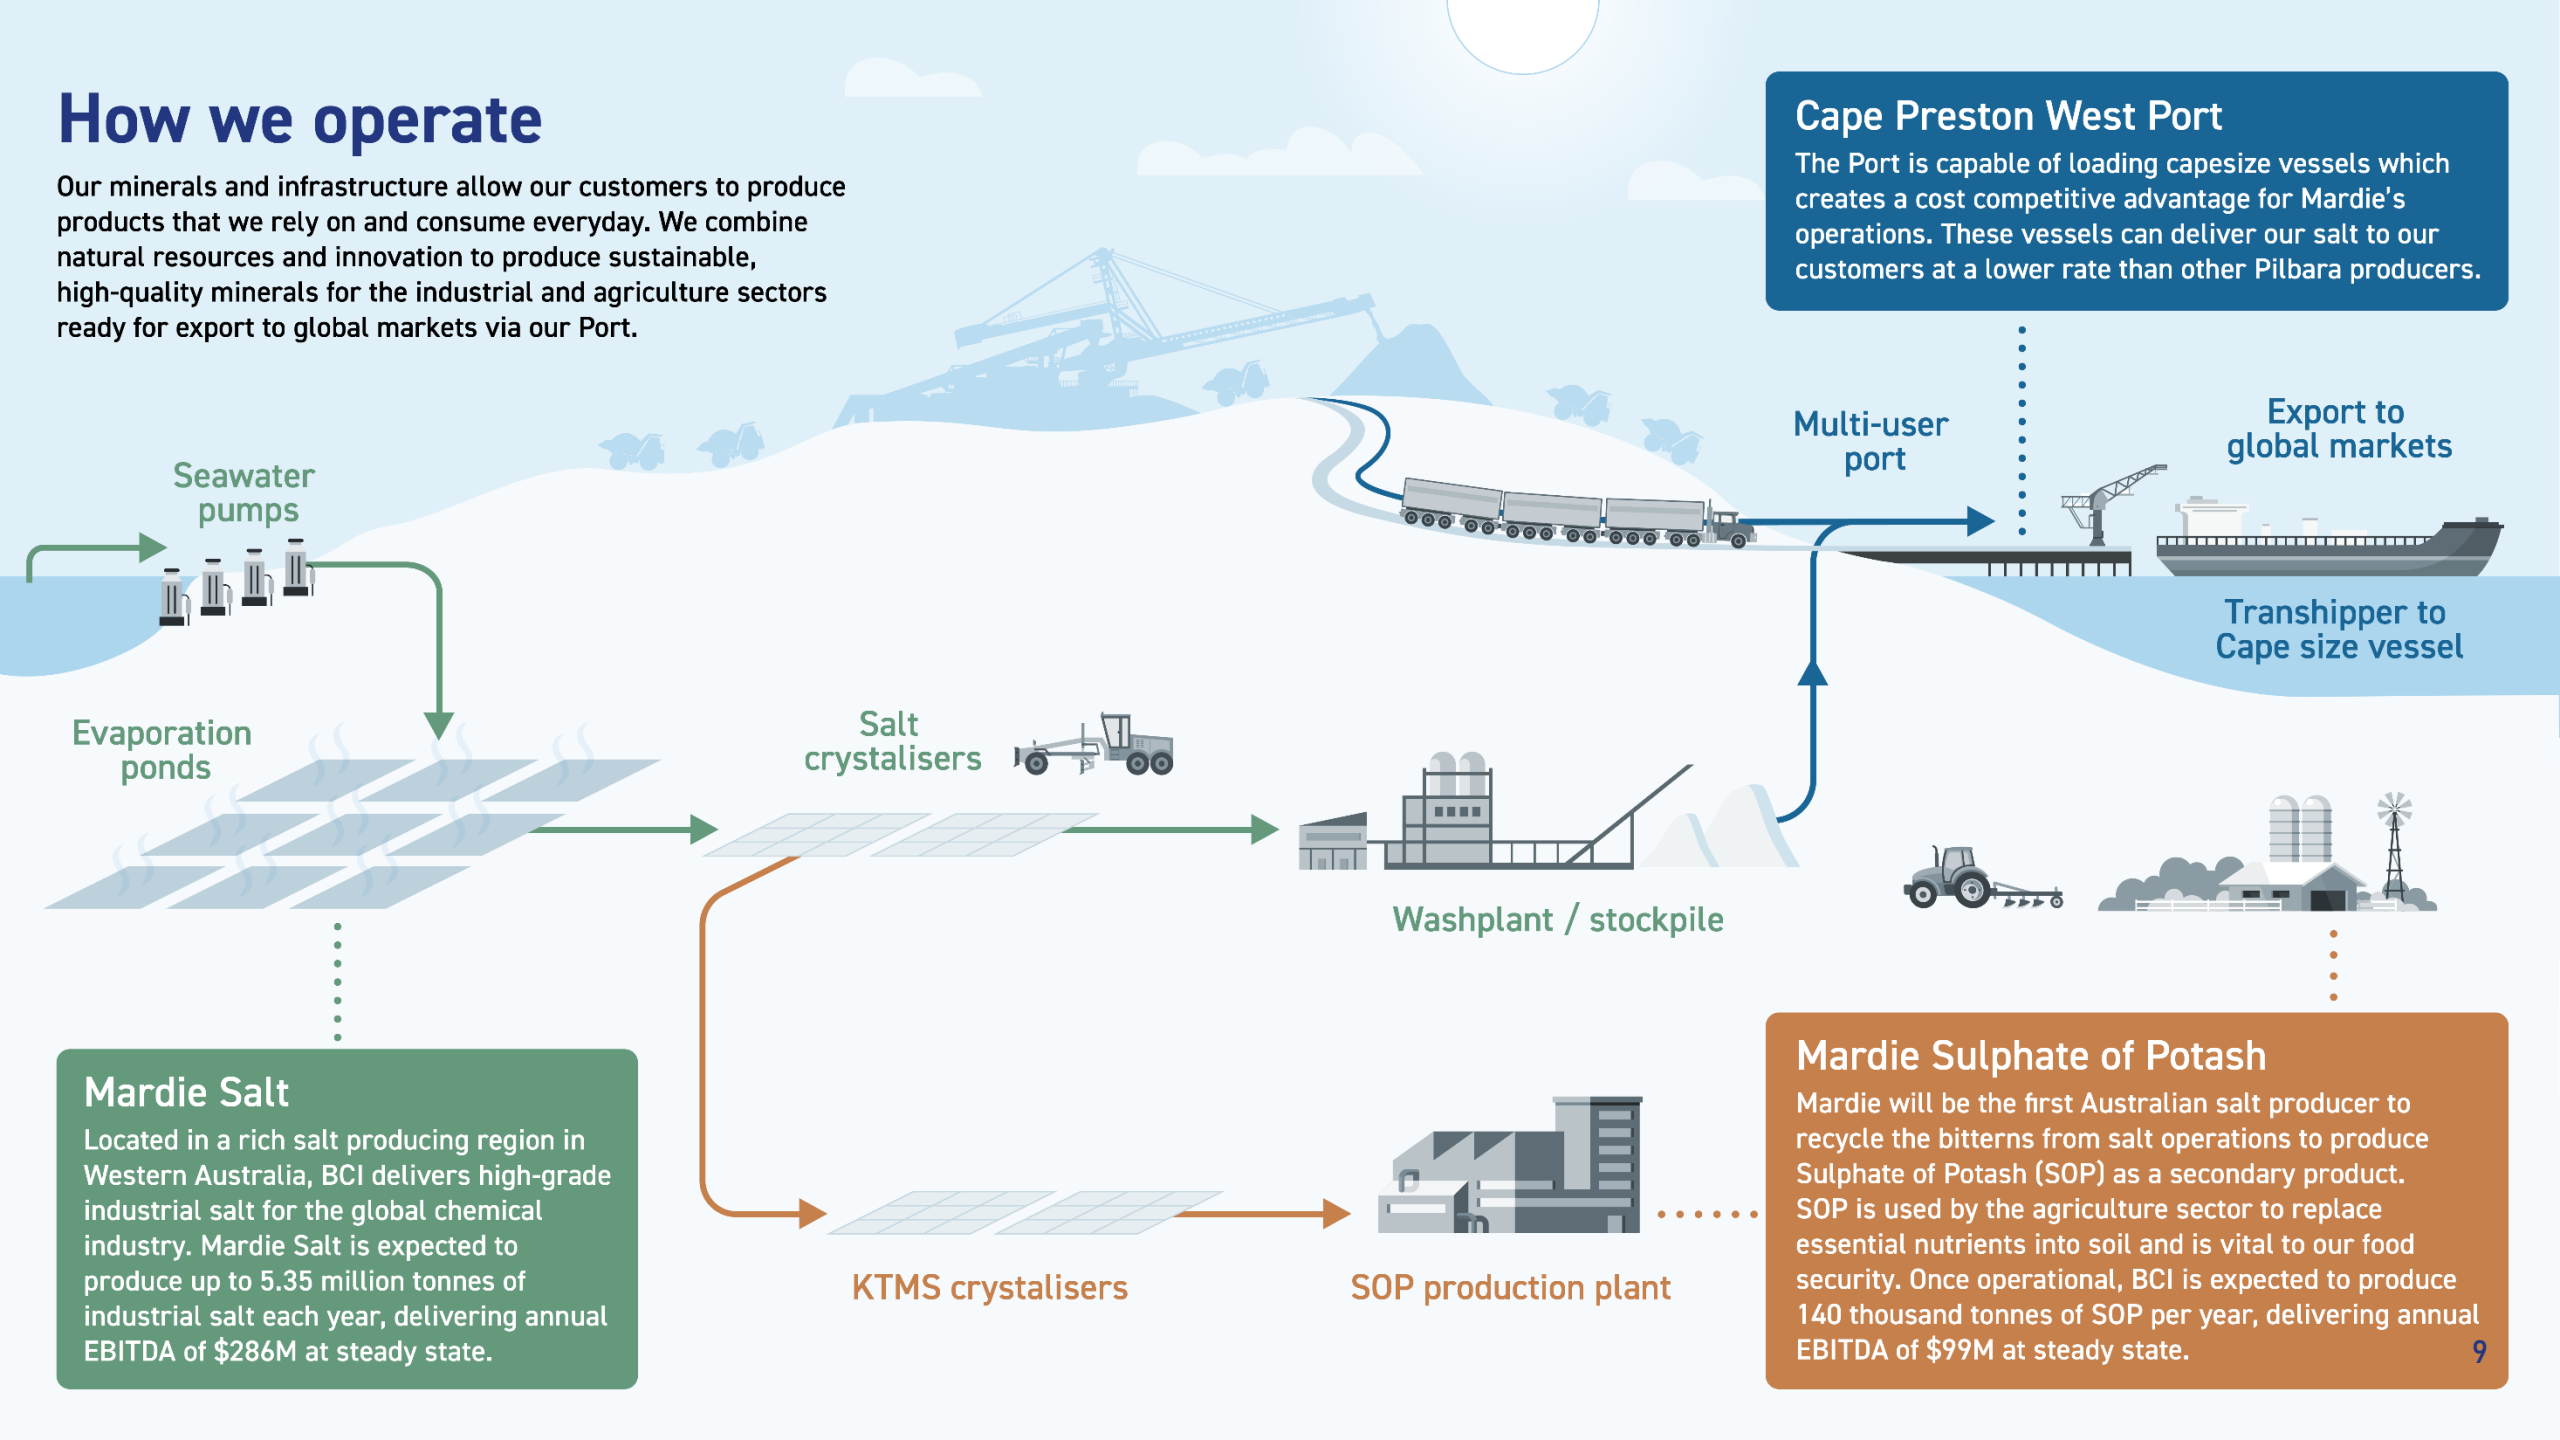 How we operate
Our minerals and infrastructure allow our customers to produce
products that we rely on and consume everyday. We combine
natural resources and innovation to produce sustainable,
high-quality minerals for the industrial and agriculture sectors
ready for export to global markets via our Port.
Cape Preston West Port
The Port is capable of loading capesize vessels which
creates a cost competitive advantage for Mardie's
operations. These vessels can deliver our salt to our
customers at a lower rate than other Pilbara producers.
Multi-user
port
Export to
global markets
Seawater
pumps
Transhipper to
Cape size vessel
Evaporation
ponds
Salt
crystalisers
Washplant / stockpile
Mardie Salt
Located in a rich salt producing region in
Western Australia, BCI delivers high-grade
industrial salt for the global chemical
industry. Mardie Salt is expected to
produce up to 5.35 million tonnes of
industrial salt each year, delivering annual
EBITDA of $286M at steady state.
KTMS crystalisers
SOP production plant
Mardie Sulphate of Potash
Mardie will be the first Australian salt producer to
recycle the bitterns from salt operations to produce
Sulphate of Potash (SOP) as a secondary product.
SOP is used by the agriculture sector to replace
essential nutrients into soil and is vital to our food
security. Once operational, BCI is expected to produce
140 thousand tonnes of SOP per year, delivering annual
EBITDA of $99M at steady state.
9